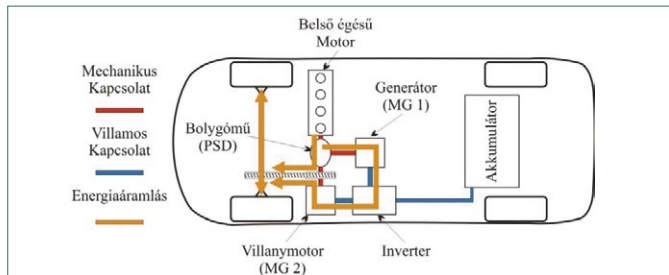 Belső égésű
Motor
Mechanikus
Kapcsolat
Generátor
(MG 1)
Villamos
Kapcsolat
Bolygómű
(PSD)
Akkumulátor
Energiaáramlás
Villanymotor
(MG 2)
Inverter